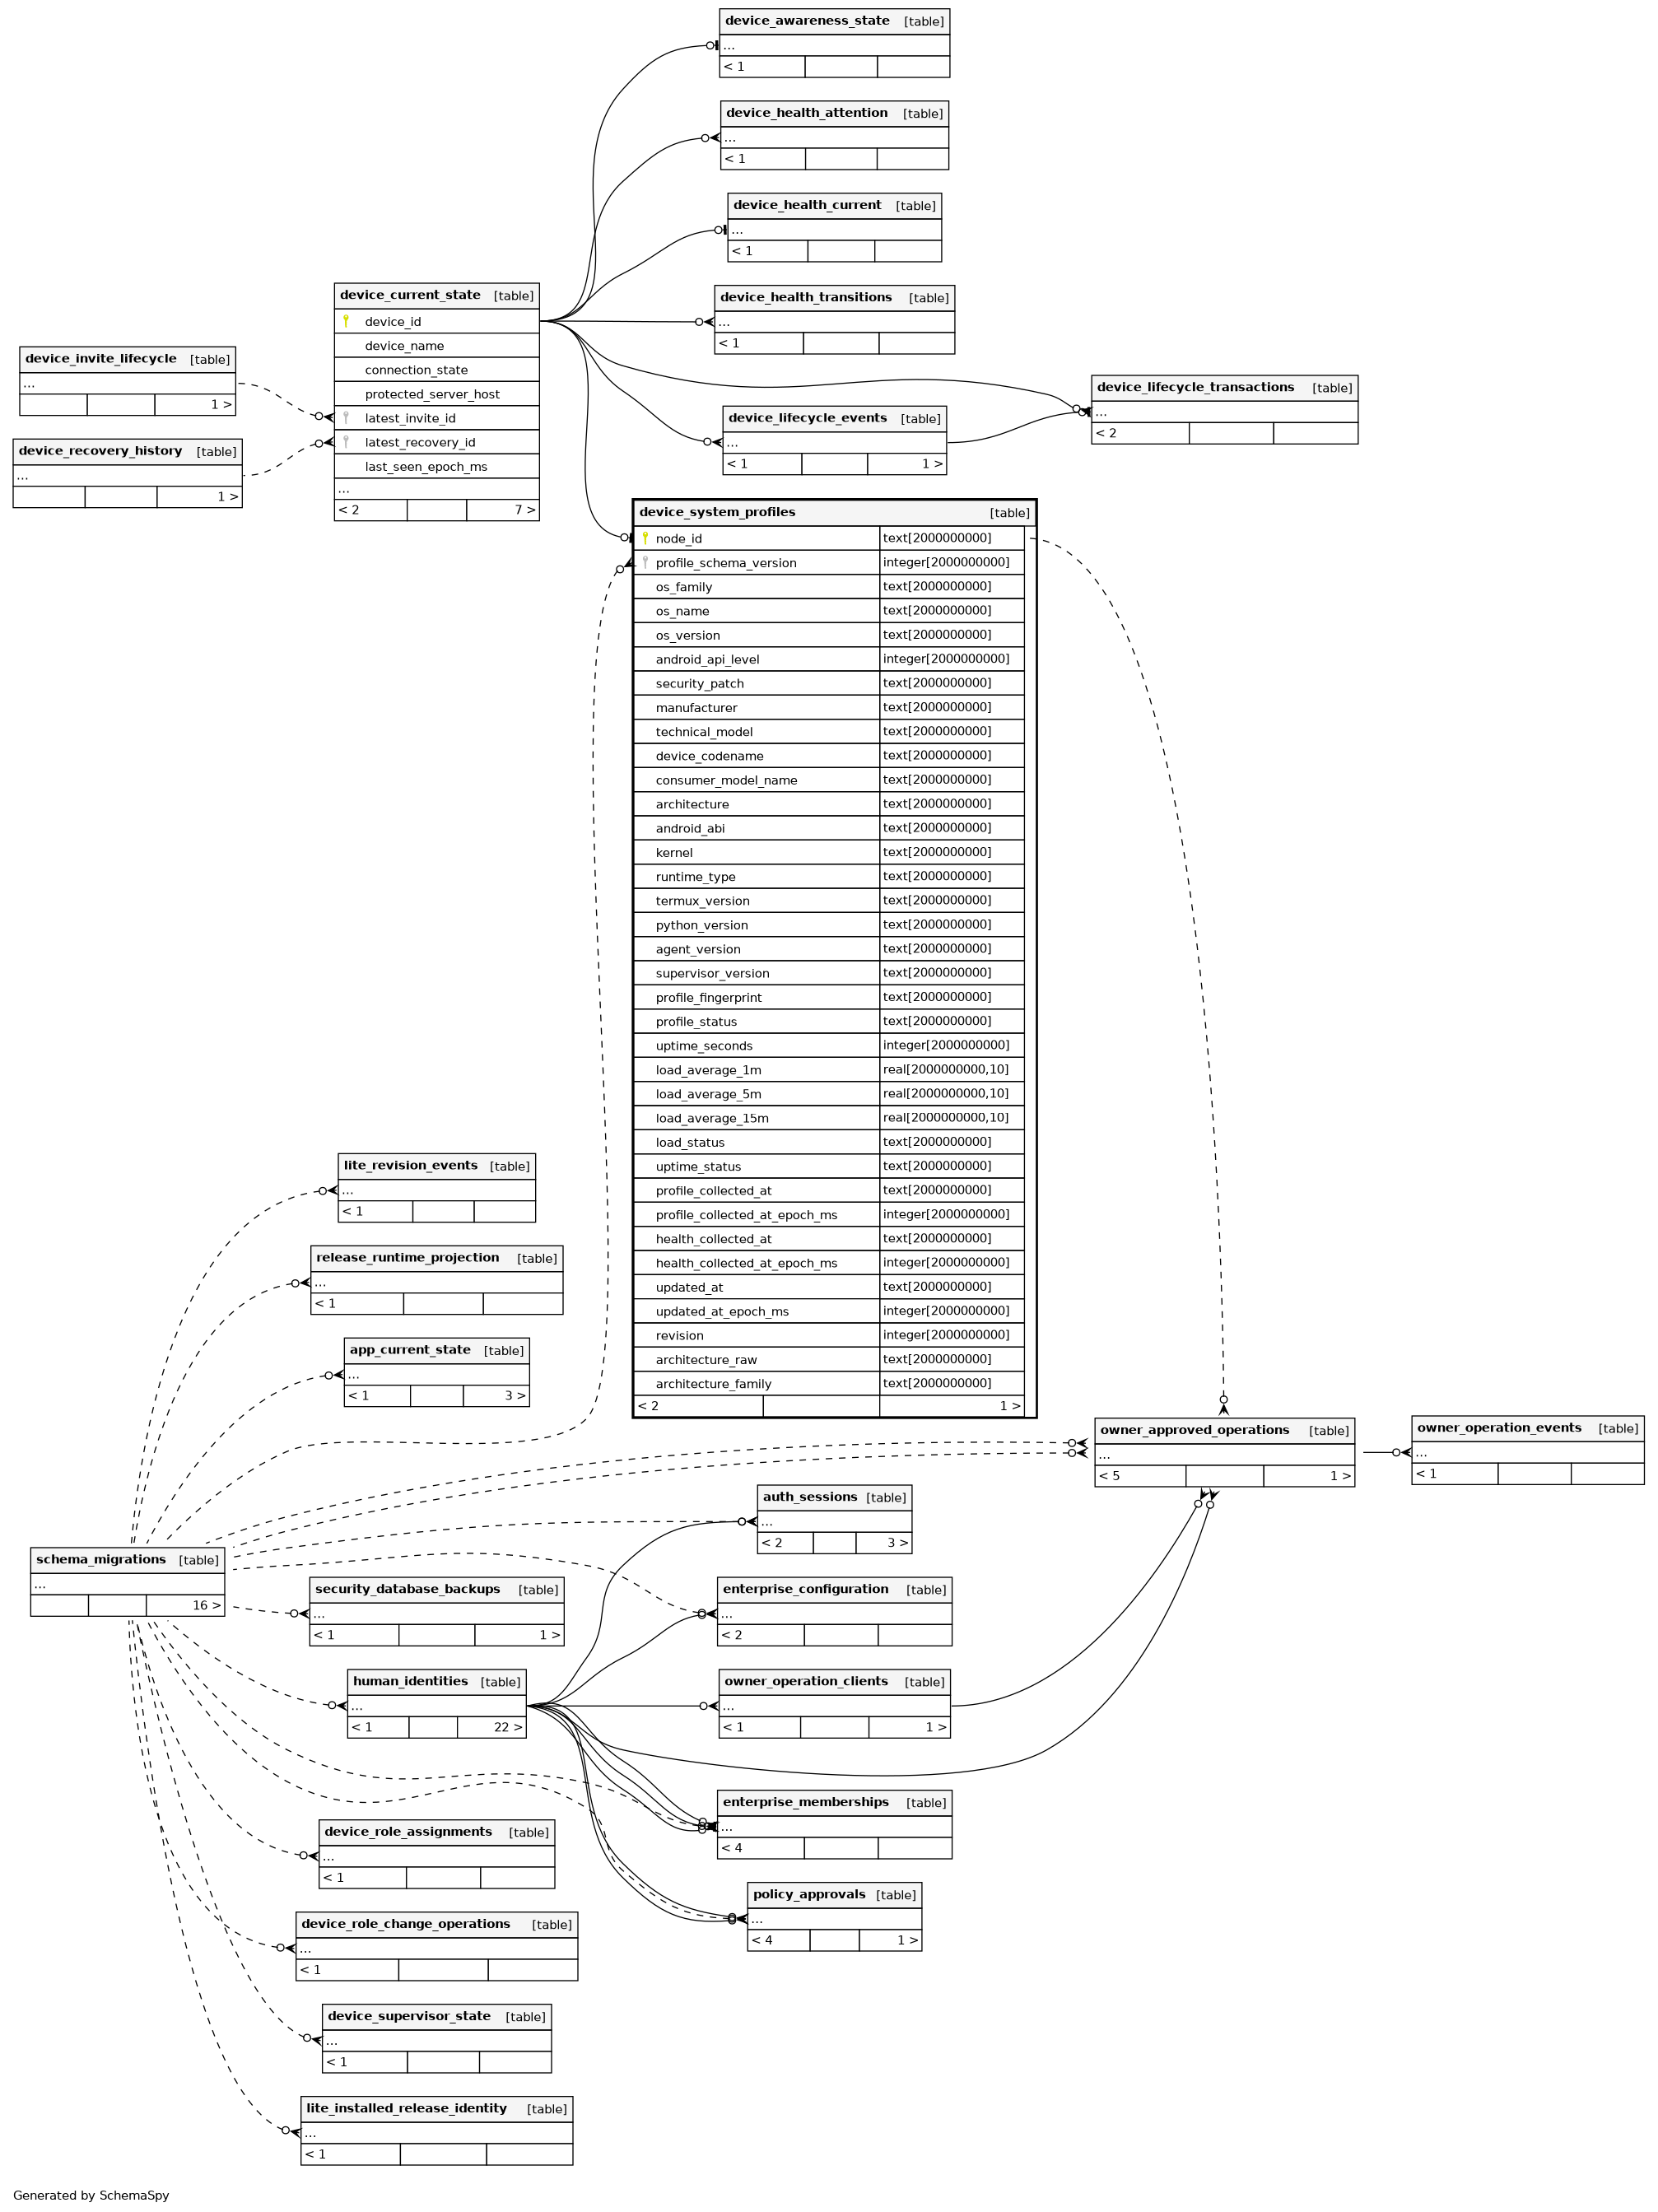 device_awareness_state [table]
...
< 1
device_health_attention [table]
...
< 1
device_health_current [table]
...
< 1
device_health_transitions [table]
...
< 1
device_current_state [table]
device_id
device_name
connection_state
protected_server_host
latest_invite_id
latest_recovery_id
last_seen_epoch_ms
...
< 2 7 >
device_invite_lifecycle [table]
...
1 >
device_recovery_history [table]
...
1 >
device_lifecycle_transactions [table]
...
< 2
device_lifecycle_events [table]
...
< 1 1 >
device_system_profiles [table]
node_id text[2000000000]
profile_schema_version integer[2000000000]
os_family text[2000000000]
os_name text[2000000000]
os_version text[2000000000]
android_api_level integer[2000000000]
security_patch text[2000000000]
manufacturer text[2000000000]
technical_model text[2000000000]
device_codename text[2000000000]
consumer_model_name text[2000000000]
architecture text[2000000000]
android_abi text[2000000000]
kernel text[2000000000]
runtime_type text[2000000000]
termux_version text[2000000000]
python_version text[2000000000]
agent_version text[2000000000]
supervisor_version text[2000000000]
profile_fingerprint text[2000000000]
profile_status text[2000000000]
uptime_seconds integer[2000000000]
load_average_1m real[2000000000,10]
load_average_5m real[2000000000,10]
load_average_15m real[2000000000,10]
load_status text[2000000000]
uptime_status text[2000000000]
profile_collected_at text[2000000000]
profile_collected_at_epoch_ms integer[2000000000]
health_collected_at text[2000000000]
health_collected_at_epoch_ms integer[2000000000]
updated_at text[2000000000]
updated_at_epoch_ms integer[2000000000]
revision integer[2000000000]
architecture_raw text[2000000000]
architecture_family text[2000000000]
< 2 1 >
lite_revision_events [table]
...
< 1
release_runtime_projection [table]
...
< 1
app_current_state [table]
...
< 1 3 >
owner_approved_operations [table]
...
< 5 1 >
owner_operation_events [table]
...
< 1
auth_sessions [table]
...
< 2 3 >
schema_migrations [table]
...
16 >
security_database_backups [table]
...
< 1 1 >
enterprise_configuration [table]
...
< 2
human_identities [table]
...
< 1 22 >
owner_operation_clients [table]
...
< 1 1 >
enterprise_memberships [table]
...
< 4
device_role_assignments [table]
...
< 1
policy_approvals [table]
...
< 4 1 >
device_role_change_operations [table]
...
< 1
device_supervisor_state [table]
...
< 1
lite_installed_release_identity [table]
...
< 1
Generated by SchemaSpy